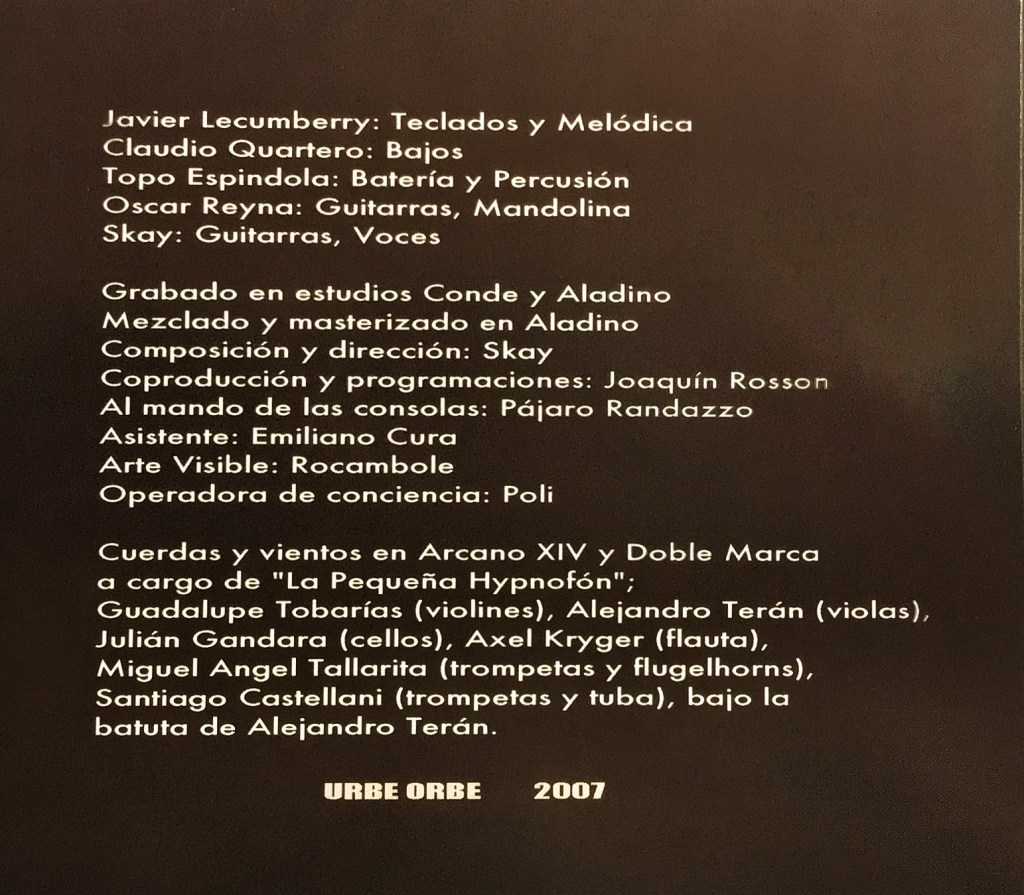 Javier Lecumberry: Teclados y Melódica
Claudio Quartero: Bajos
Topo Espindola: Batería y Percusión
Oscar Reyna: Guitarras, Mandolina
Skay: Guitarras, Voces
Grabado en estudios Conde y Aladino
Mezclado y masterizado en Aladino
Composición y dirección: Skay
Coproducción y programaciones: Joaquín Rosson
Al mando de las consolas: Pájaro Randazzo
Asistente: Emiliano Cura
Arte Visible: Rocambole
Operadora de conciencia: Poli
Cuerdas y vientos en Arcano XIV y Doble Marca
a cargo de "La Pequeña Hypnofón";
Guadalupe Tobarías (violines), Alejandro Terán (violas),
Julián Gandara (cellos), Axel Kryger (flauta),
Miguel Angel Tallarita (trompetas y flugelhorns),
Santiago Castellani (trompetas y tuba), bajo la
batuta de Alejandro Terán.
URBE ORBE 2007